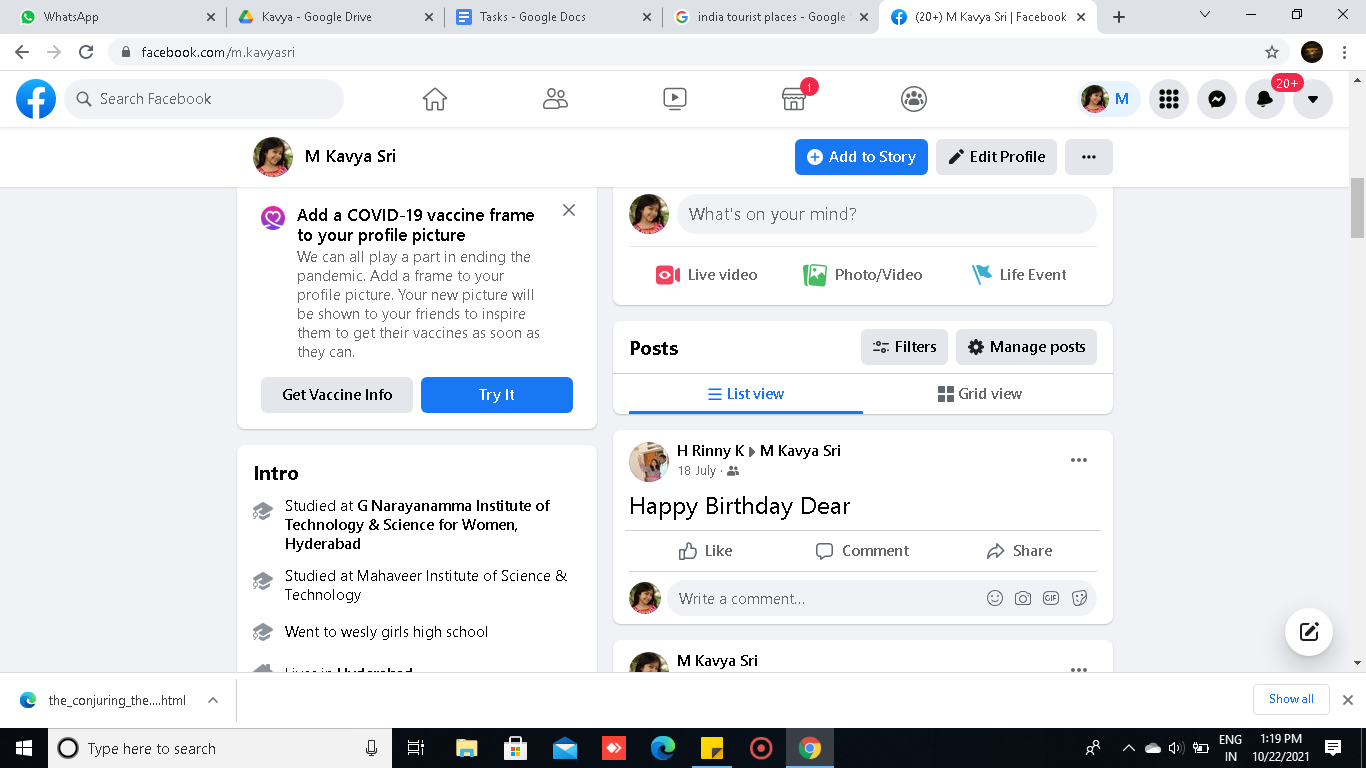 WhatsApp
Kavya - Google Drive
Tasks - Google Docs
india tourist places - Google
(20+) M Kavya Sri | Facebook
facebook.com/m.kavyasri
Search Facebook
1
M
20+
M Kavya Sri
Add to Story
Edit Profile
Add a COVID-19 vaccine frame
to your profile picture
We can all play a part in ending the
pandemic. Add a frame to your
profile picture. Your new picture will
be shown to your friends to inspire
them to get their vaccines as soon as
they can.
Get Vaccine Info
Try It
Intro
Studied at G Narayanamma Institute of
Technology & Science for Women,
Hyderabad
Studied at Mahaveer Institute of Science &
Technology
Went to wesly girls high school
Lives in Hyderabad
What's on your mind?
Live video
Photo/Video
Life Event
Posts
Filters
Manage posts
List view
Grid view
H Rinny K ▸ M Kavya Sri
18 July ·
Happy Birthday Dear
Like
Comment
Share
Write a comment...
GIF
M Kavya Sri
the_conjuring_the....html
Show all
Type here to search
ENG
IN
1:19 PM
10/22/2021